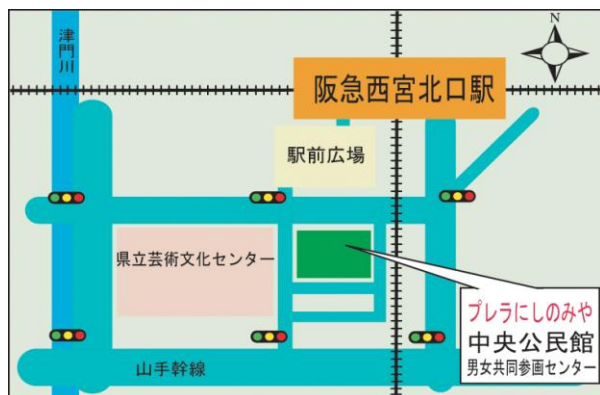 N
津門川
阪急西宮北口駅
駅前広場
県立芸術文化センター
プレラにしのみや
中央公民館
男女共同参画センター
山手幹線